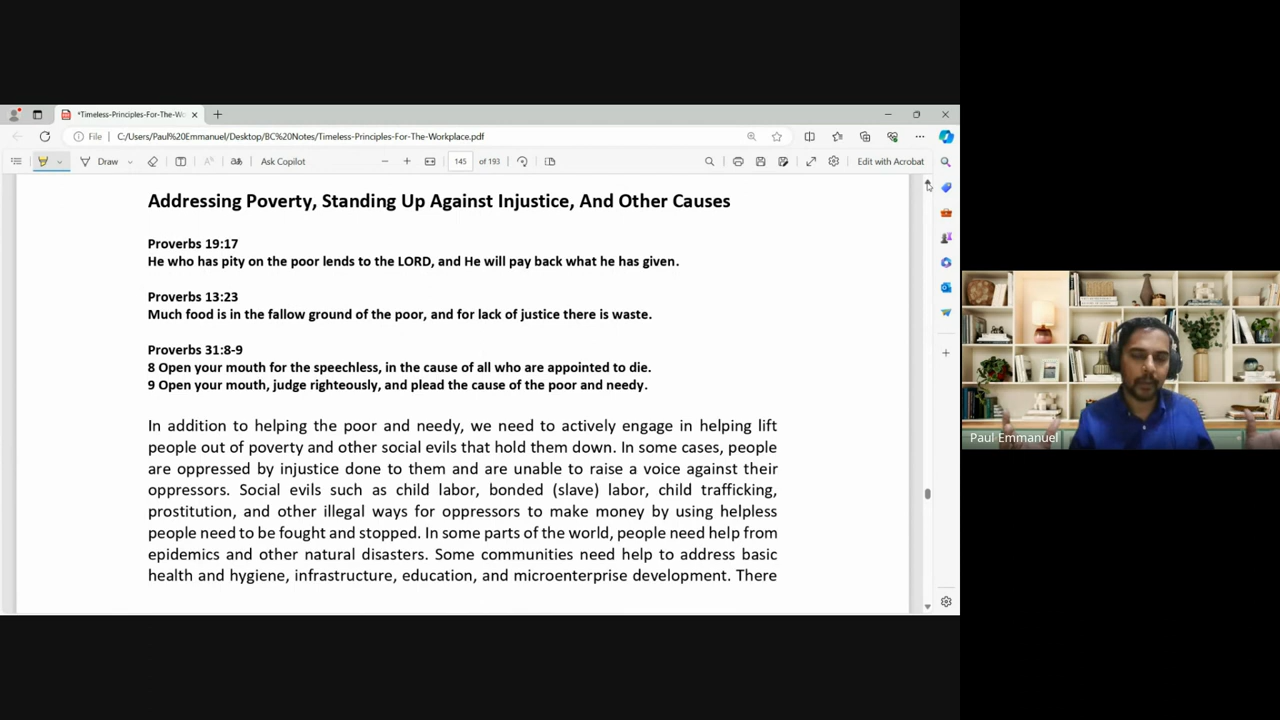 *Timeless-Principles-For-The-Wo
File
C:/Users/Paul%20Emmanuel/Desktop/BC%20Notes/Timeless-Principles-For-The-Workplace.pdf
Draw
Ask Copilot
145 of 193
Edit with Acrobat
Addressing Poverty, Standing Up Against Injustice, And Other Causes
Proverbs 19:17
He who has pity on the poor lends to the LORD, and He will pay back what he has given.
Proverbs 13:23
Much food is in the fallow ground of the poor, and for lack of justice there is waste.
Proverbs 31:8-9
8 Open your mouth for the speechless, in the cause of all who are appointed to die.
9 Open your mouth, judge righteously, and plead the cause of the poor and needy.
In addition to helping the poor and needy, we need to actively engage in helping lift
people out of poverty and other social evils that hold them down. In some cases, people
are oppressed by injustice done to them and are unable to raise a voice against their
oppressors. Social evils such as child labor, bonded (slave) labor, child trafficking,
prostitution, and other illegal ways for oppressors to make money by using helpless
people need to be fought and stopped. In some parts of the world, people need help from
epidemics and other natural disasters. Some communities need help to address basic
health and hygiene, infrastructure, education, and microenterprise development. There
Paul Emmanuel